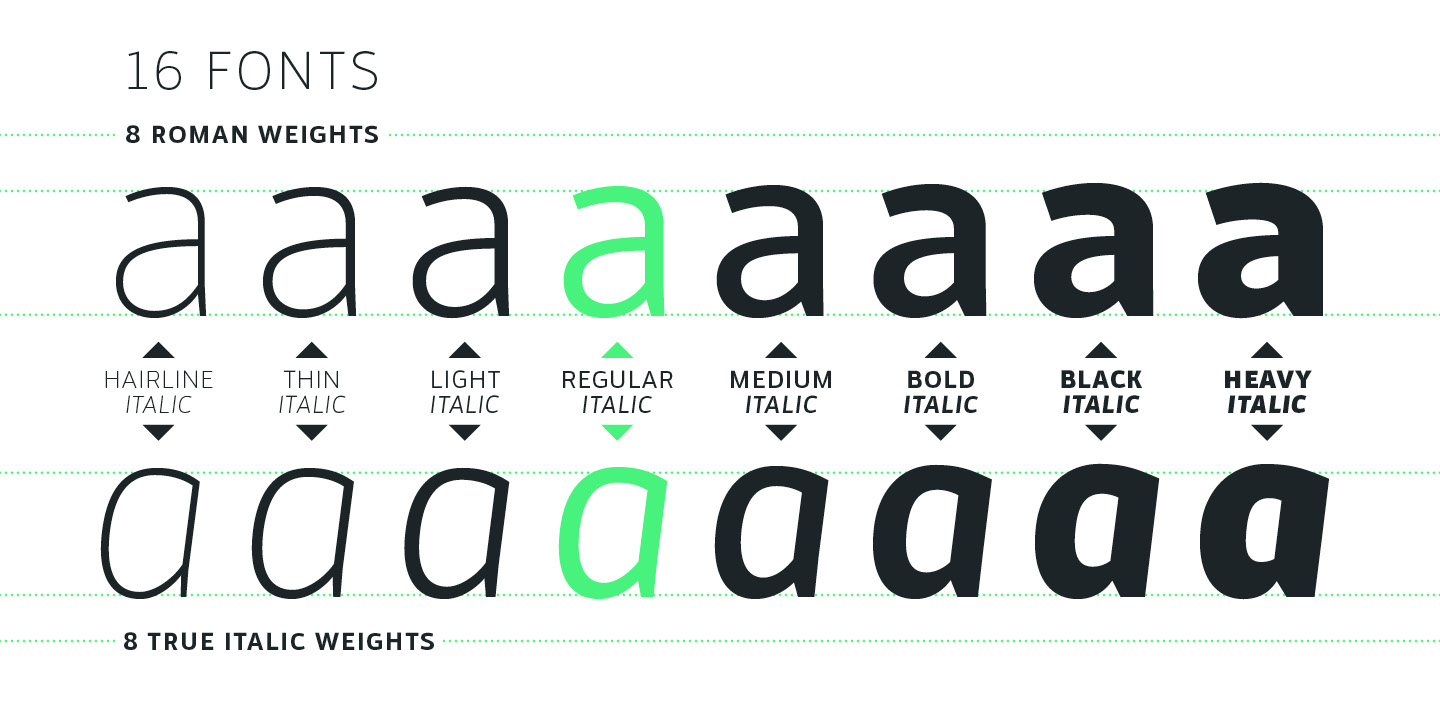 16 FONTS
8 ROMAN WEIGHTS
a a a a a a a a
HAIRLINE THIN LIGHT REGULAR MEDIUM BOLD BLACK HEAVY
ITALIC ITALIC ITALIC ITALIC ITALIC ITALIC ITALIC ITALIC
a a a a a a a a
8 TRUE ITALIC WEIGHTS